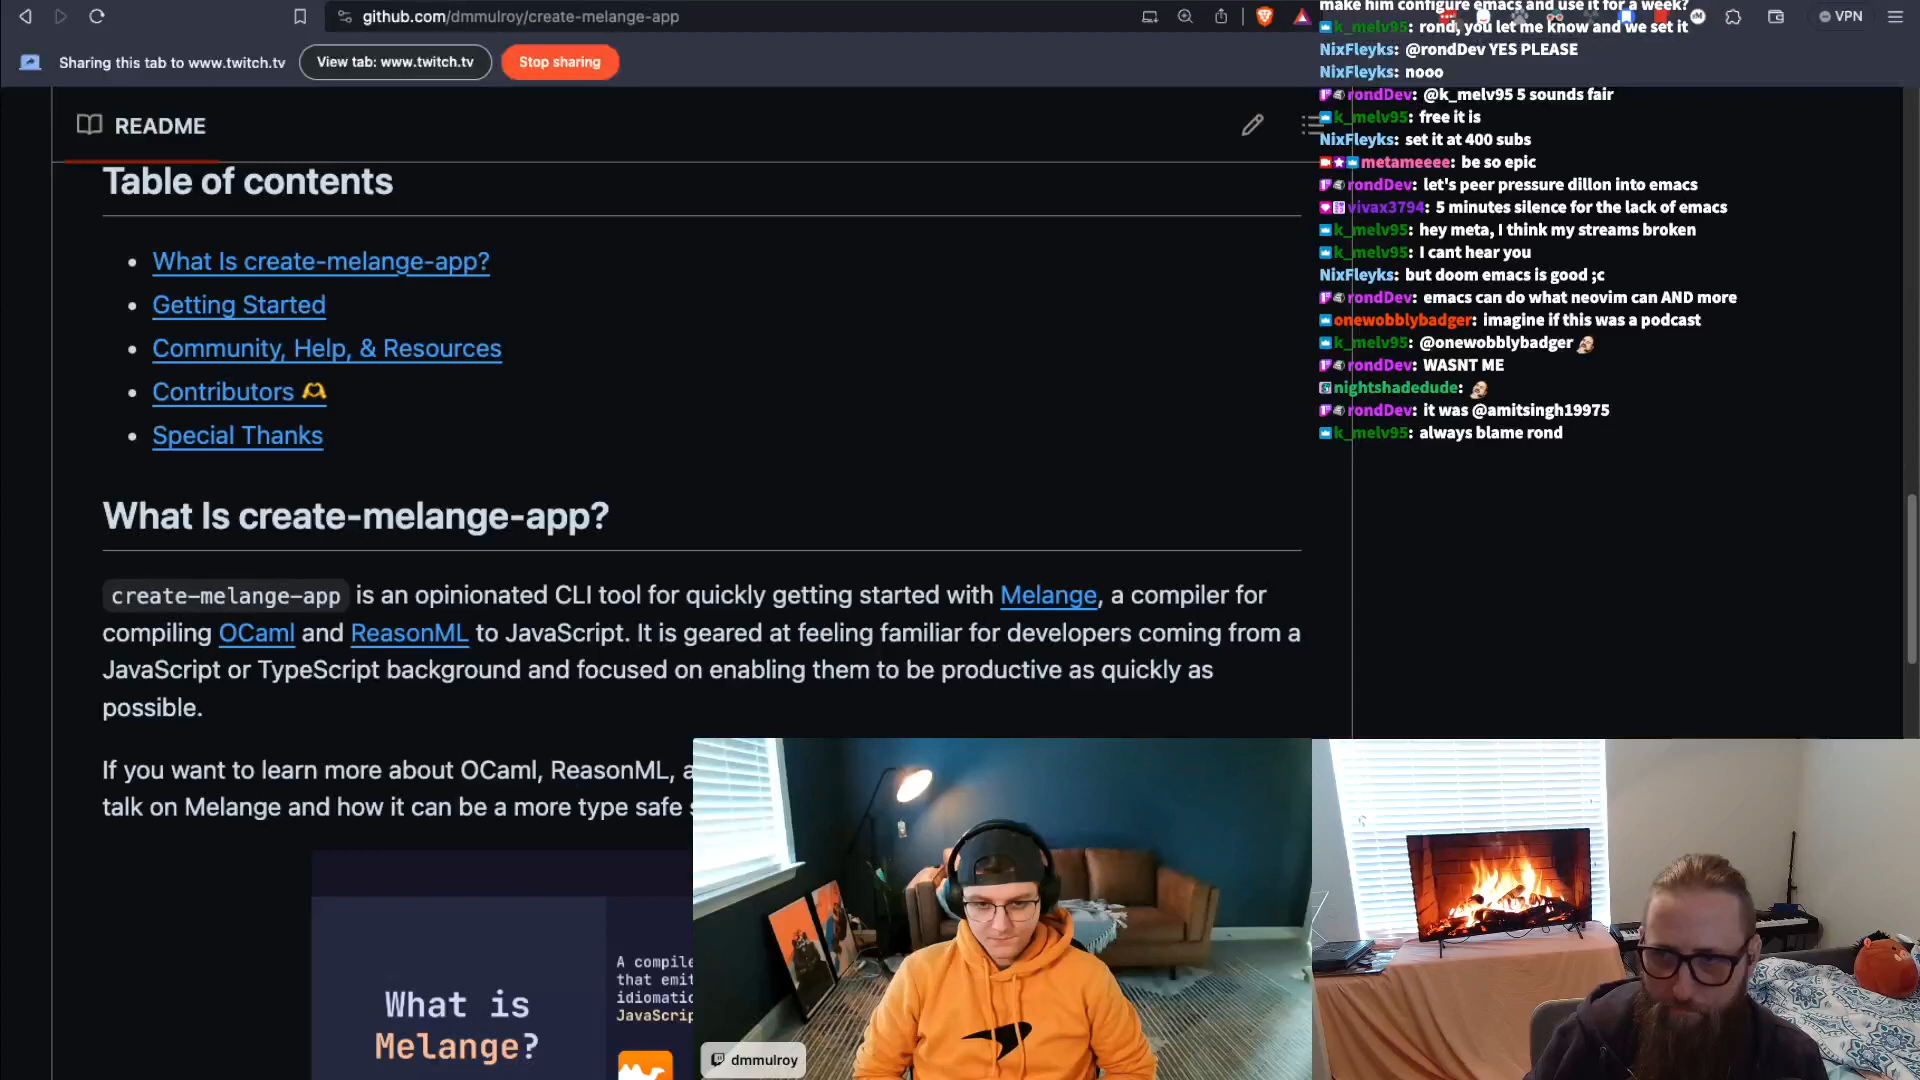 github.com/dmmulroy/create-melange-app
VPN
Sharing this tab to www.twitch.tv
View tab: www.twitch.tv
Stop sharing
README
Table of contents
What Is create-melange-app?
Getting Started
Community, Help, & Resources
Contributors 🫶
Special Thanks
What Is create-melange-app?
create-melange-app is an opinionated CLI tool for quickly getting started with Melange, a compiler for
compiling OCaml and ReasonML to JavaScript. It is geared at feeling familiar for developers coming from a
JavaScript or TypeScript background and focused on enabling them to be productive as quickly as
possible.
If you want to learn more about OCaml, ReasonML,
talk on Melange and how it can be a more type safe
What is
Melange?
A compile
that emit
idiomatic
JavaScrip
make him configure emacs and use it for a week?
k_melv95: rond, you let me know and we set it
NixFleyks: @rondDev YES PLEASE
NixFleyks: nooo
rondDev: @k_melv95 5 sounds fair
k_melv95: free it is
NixFleyks: set it at 400 subs
metameeee: be so epic
rondDev: let's peer pressure dillon into emacs
vivax3794: 5 minutes silence for the lack of emacs
k_melv95: hey meta, I think my streams broken
k_melv95: I cant hear you
NixFleyks: but doom emacs is good ;c
rondDev: emacs can do what neovim can AND more
onewobblybadger: imagine if this was a podcast
k_melv95: @onewobblybadger
rondDev: WASNT ME
nightshadedude:
rondDev: it was @amitsingh19975
k_melv95: always blame rond
dmmulroy